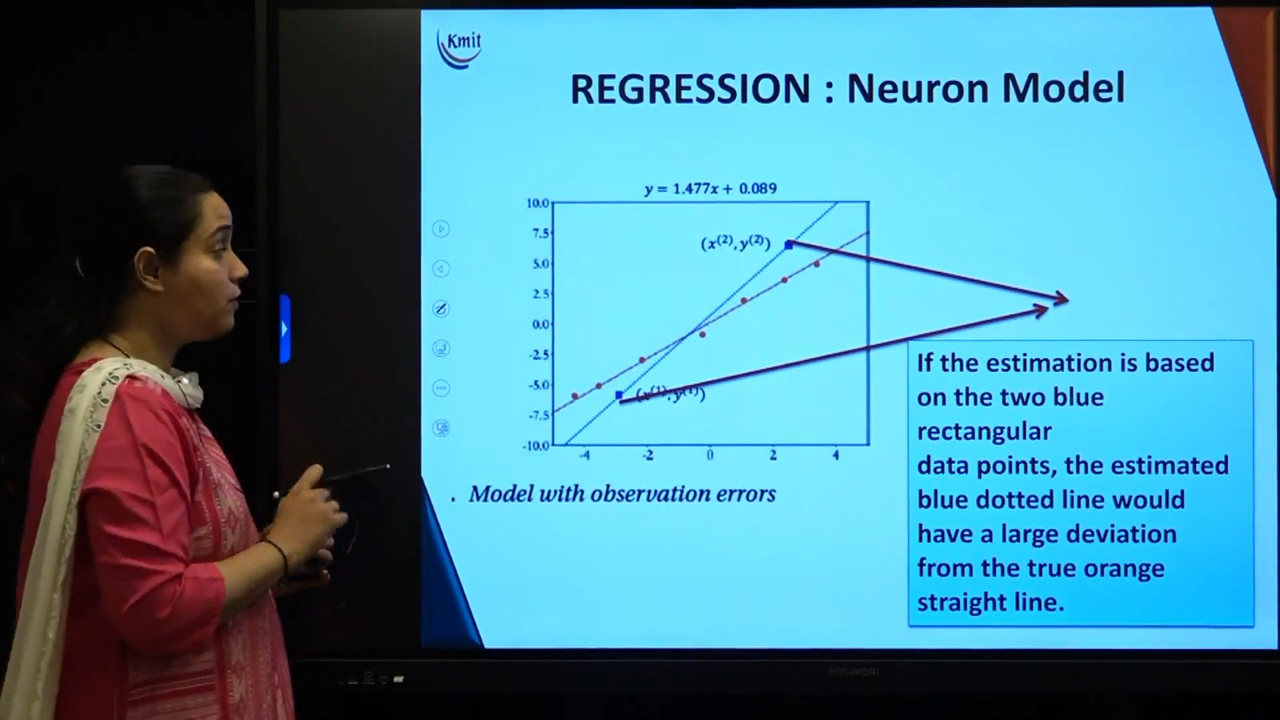 Kmit
REGRESSION : Neuron Model
y = 1.477x + 0.089
10.0
7.5
5.0
2.5
0.0
-2.5
-5.0
-7.5
-10.0
(x⁽²⁾, y⁽²⁾)
(x⁽¹⁾, y⁽¹⁾)
-4 -2 0 2 4
. Model with observation errors
If the estimation is based
on the two blue
rectangular
data points, the estimated
blue dotted line would
have a large deviation
from the true orange
straight line.
HYUNDRI